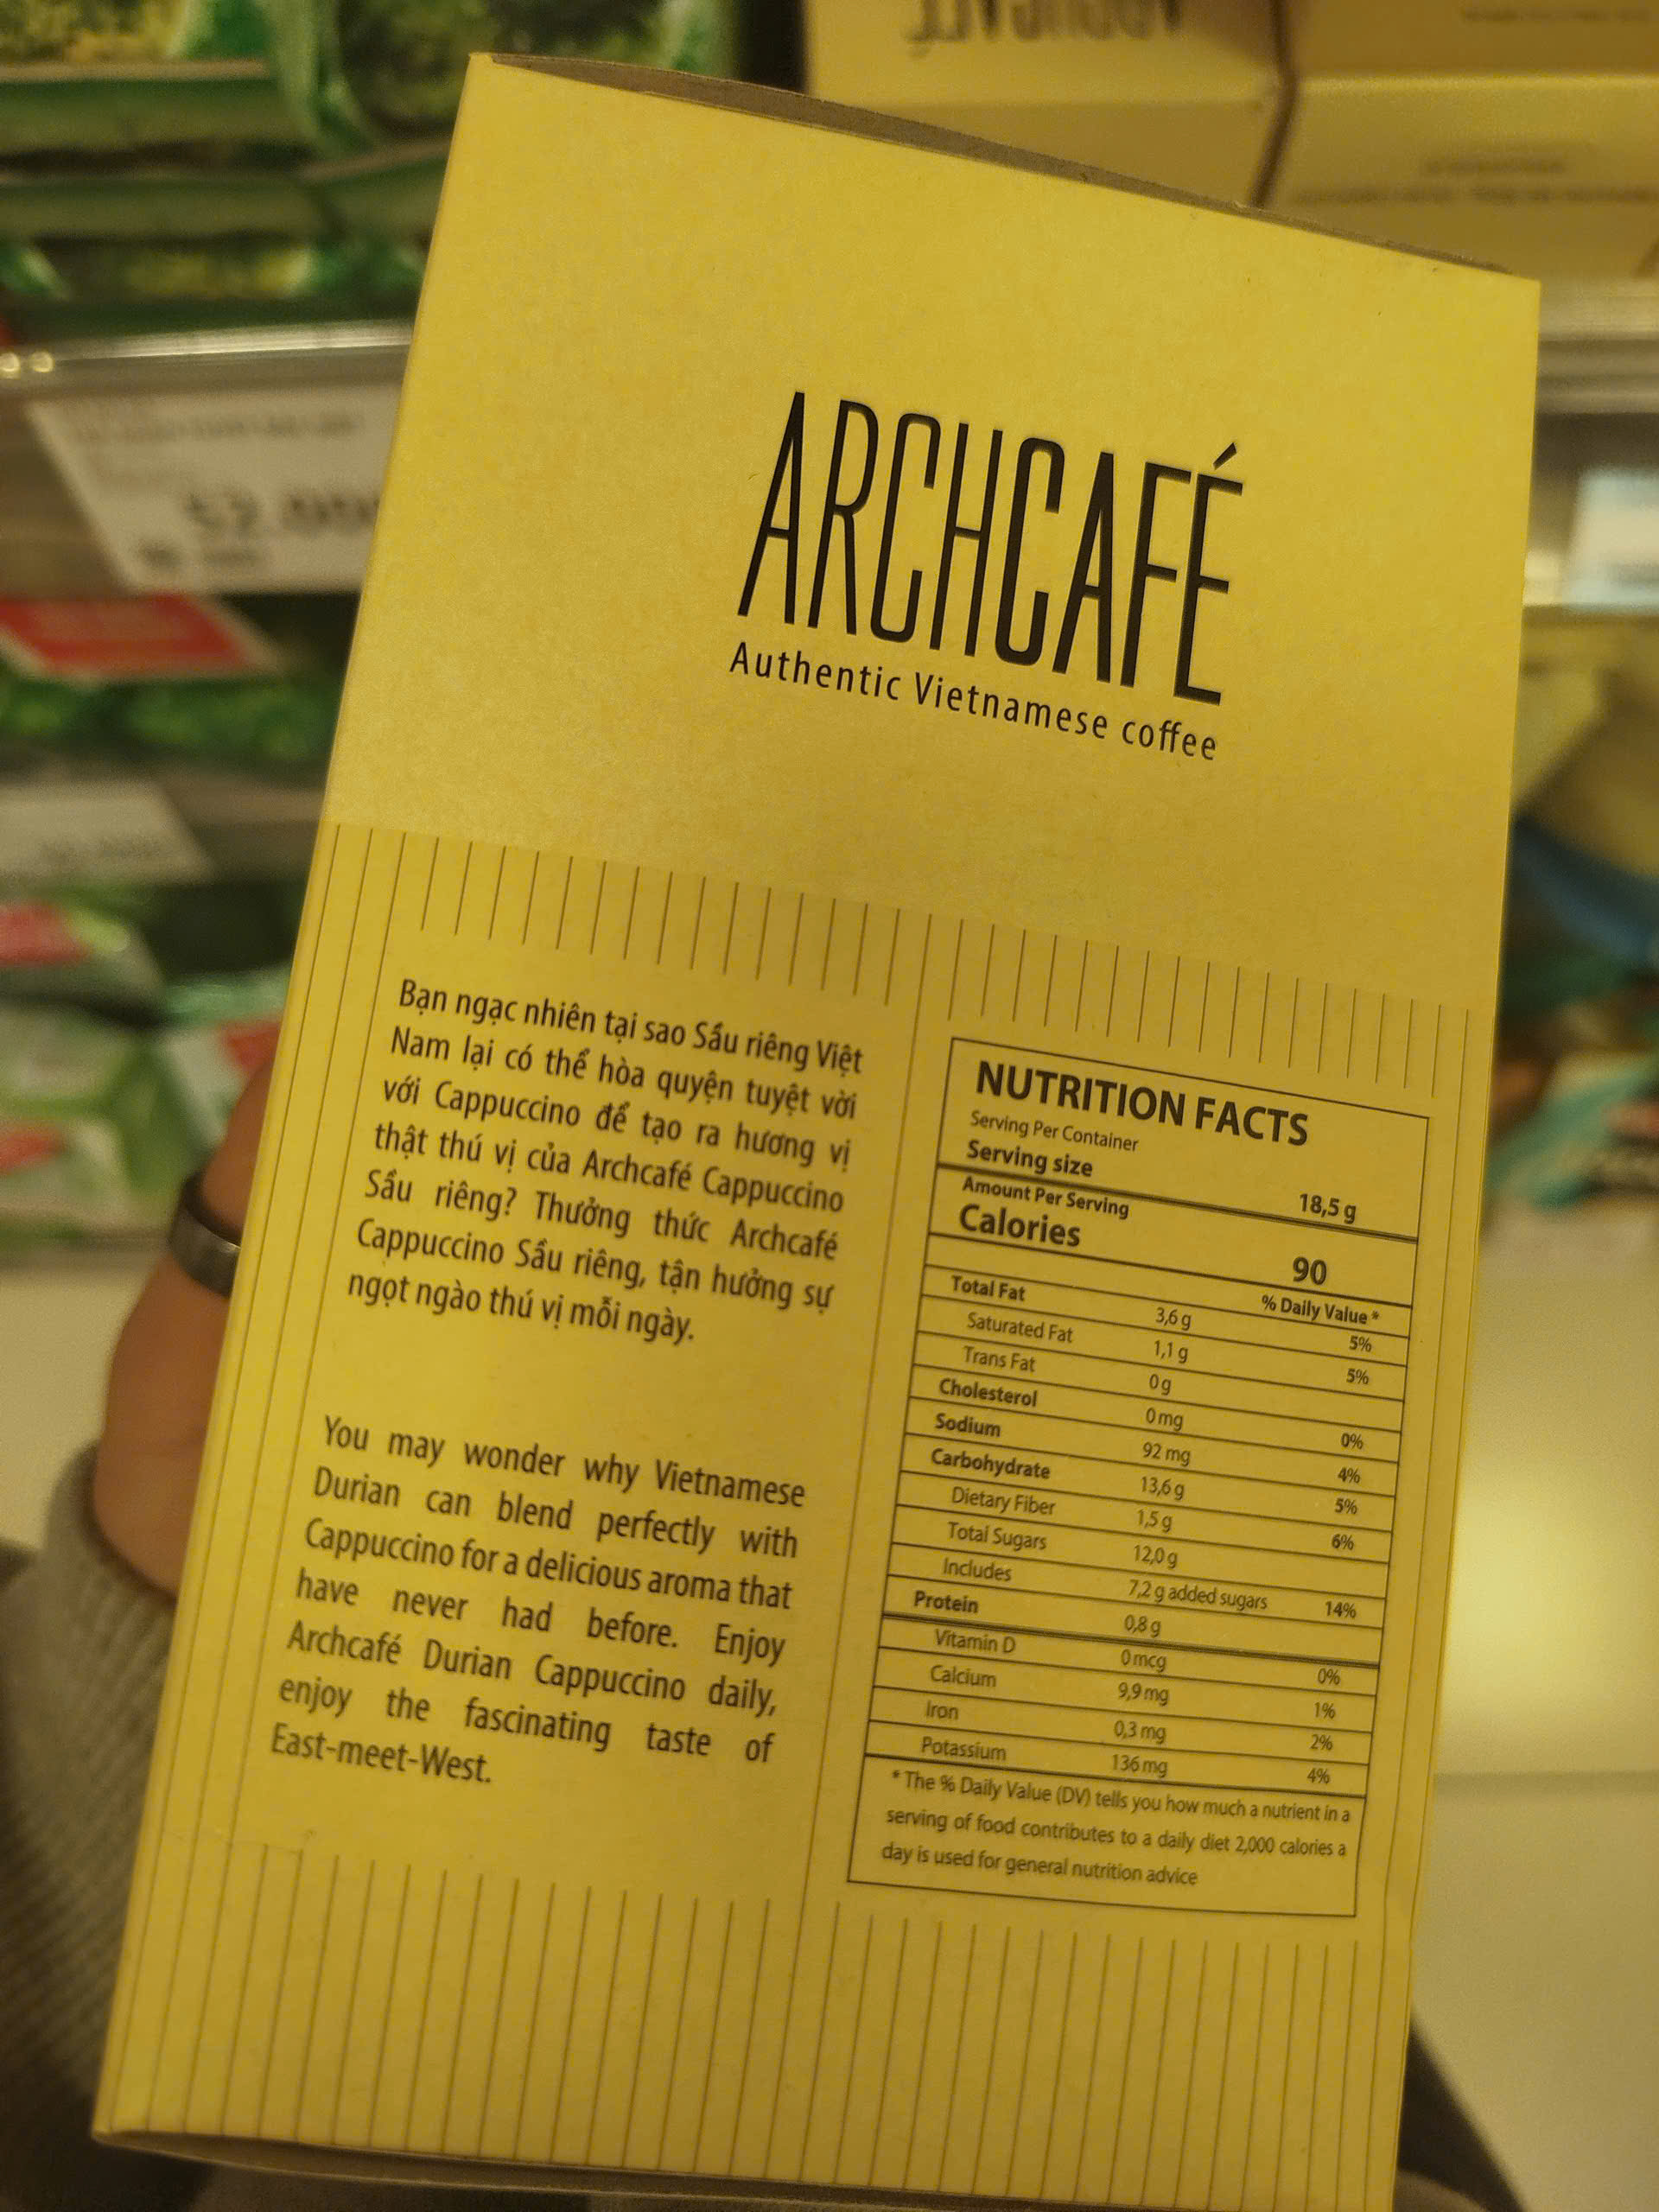 ARCHCAFÉ
Authentic Vietnamese coffee
Bạn ngạc nhiên tại sao Sầu riêng Việt
Nam lại có thể hòa quyện tuyệt vời
với Cappuccino để tạo ra hương vị
thật thú vị của Archcafé Cappuccino
Sầu riêng? Thưởng thức Archcafé
Cappuccino Sầu riêng, tận hưởng sự
ngọt ngào thú vị mỗi ngày.
You may wonder why Vietnamese
Durian can blend perfectly with
Cappuccino for a delicious aroma that
have never had before. Enjoy
Archcafé Durian Cappuccino daily,
enjoy the fascinating taste of
East-meet-West.
NUTRITION FACTS
Serving Per Container
Serving size 18,5 g
Amount Per Serving
Calories 90
% Daily Value *
Total Fat 3,6 g 5%
Saturated Fat 1,1 g 5%
Trans Fat 0 g
Cholesterol 0 mg 0%
Sodium 92 mg 4%
Carbohydrate 13,6 g 5%
Dietary Fiber 1,5 g 6%
Total Sugars 12,0 g
Includes 7,2 g added sugars 14%
Protein 0,8 g
Vitamin D 0 mcg 0%
Calcium 9,9 mg 1%
Iron 0,3 mg 2%
Potassium 136 mg 4%
* The % Daily Value (DV) tells you how much a nutrient in a
serving of food contributes to a daily diet 2,000 calories a
day is used for general nutrition advice